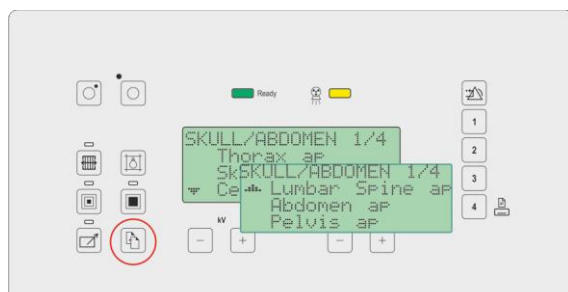 Ready
SKULL/ABDOMEN 1/4
Thorax ap
Sk
Ce
SKULL/ABDOMEN 1/4
Lumbar Spine ap
Abdomen ap
Pelvis ap
kV
1
2
3
4